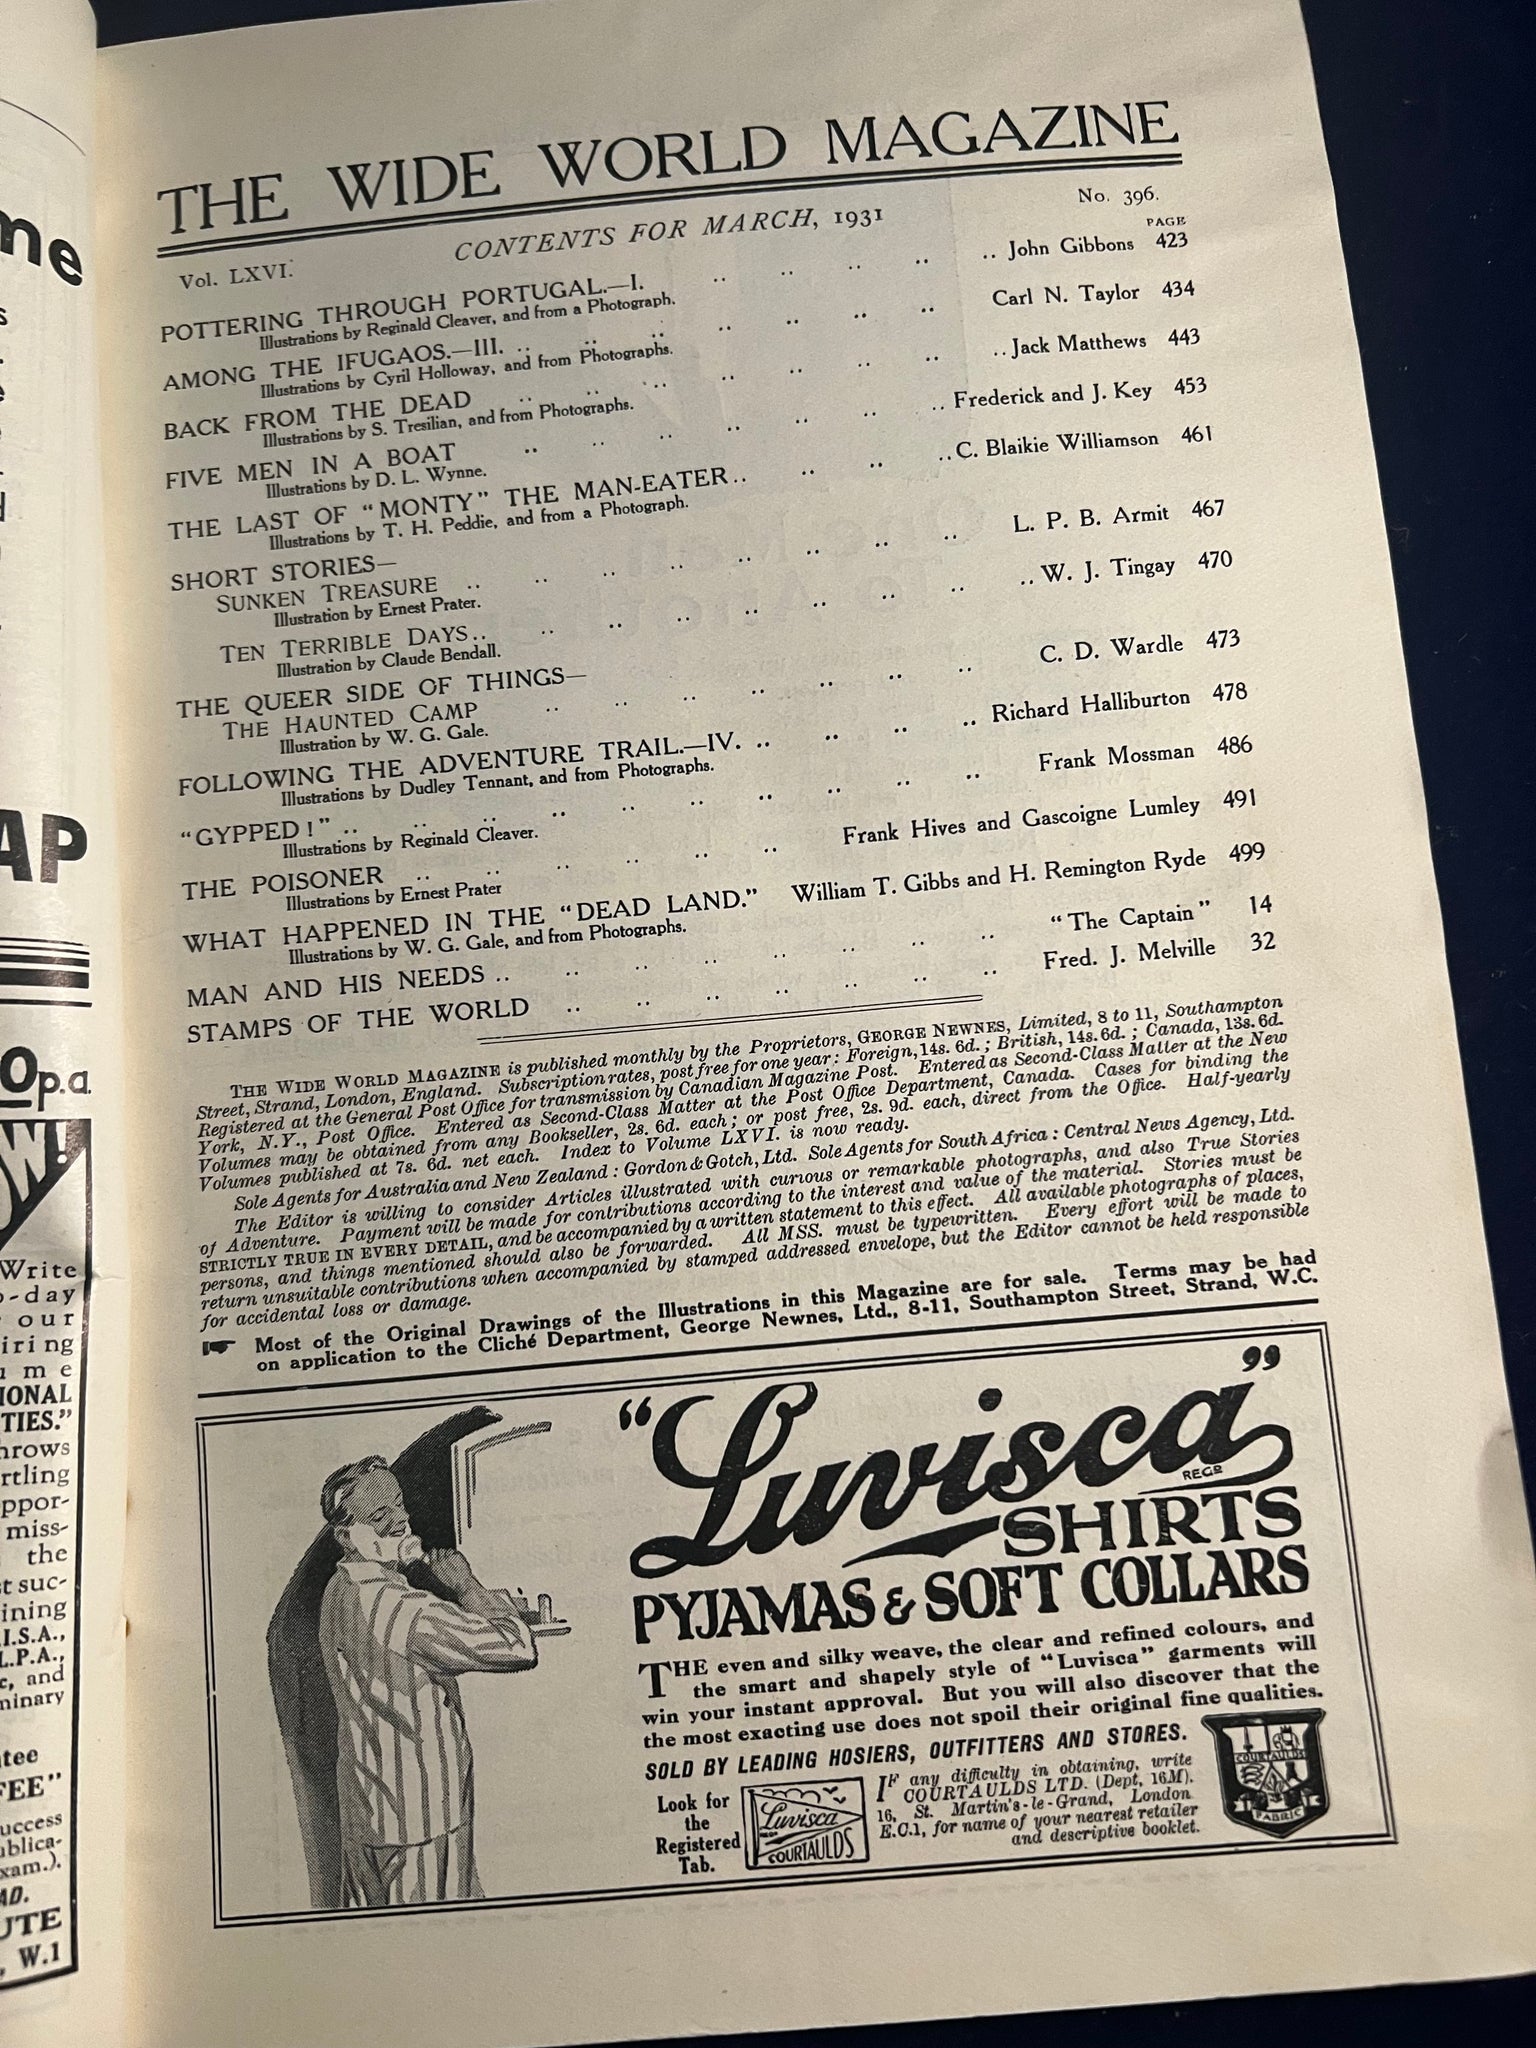 THE WIDE WORLD MAGAZINE
Vol. LXVI. CONTENTS FOR MARCH, 1931 No. 396.
PAGE
POTTERING THROUGH PORTUGAL.—I. .. .. .. .. .. John Gibbons 423
Illustrations by Reginald Cleaver, and from a Photograph.
AMONG THE IFUGAOS.—III. .. .. .. .. .. .. Carl N. Taylor 434
Illustrations by Cyril Holloway, and from Photographs.
BACK FROM THE DEAD .. .. .. .. .. .. .. Jack Matthews 443
Illustrations by S. Tresilian, and from Photographs.
FIVE MEN IN A BOAT .. .. .. .. .. .. .. Frederick and J. Key 453
Illustrations by D. L. Wynne.
THE LAST OF "MONTY" THE MAN-EATER .. .. .. .. C. Blaikie Williamson 461
Illustrations by T. H. Peddie, and from a Photograph.
SHORT STORIES—
SUNKEN TREASURE .. .. .. .. .. .. .. .. L. P. B. Armit 467
Illustration by Ernest Prater.
TEN TERRIBLE DAYS .. .. .. .. .. .. .. .. W. J. Tingay 470
Illustration by Claude Bendall.
THE QUEER SIDE OF THINGS—
THE HAUNTED CAMP .. .. .. .. .. .. .. C. D. Wardle 473
Illustration by W. G. Gale.
FOLLOWING THE ADVENTURE TRAIL.—IV. .. .. .. .. Richard Halliburton 478
Illustrations by Dudley Tennant, and from Photographs.
"GYPPED!" .. .. .. .. .. .. .. .. .. Frank Mossman 486
Illustrations by Reginald Cleaver.
THE POISONER .. .. .. .. .. .. Frank Hives and Gascoigne Lumley 491
Illustrations by Ernest Prater
WHAT HAPPENED IN THE "DEAD LAND." William T. Gibbs and H. Remington Ryde 499
Illustrations by W. G. Gale, and from Photographs.
MAN AND HIS NEEDS .. .. .. .. .. .. .. .. "The Captain" 14
STAMPS OF THE WORLD .. .. .. .. .. .. .. Fred. J. Melville 32
THE WIDE WORLD MAGAZINE is published monthly by the Proprietors, GEORGE NEWNES, Limited, 8 to 11, Southampton
Street, Strand, London, England. Subscription rates, post free for one year: Foreign, 14s. 6d.; British, 14s. 6d.; Canada, 13s. 6d.
Registered at the General Post Office for transmission by Canadian Magazine Post. Entered as Second-Class Matter at the New
York, N.Y., Post Office. Entered as Second-Class Matter at the Post Office Department, Canada. Cases for binding the
Volumes may be obtained from any Bookseller, 2s. 6d. each; or post free, 2s. 9d. each, direct from the Office. Half-yearly
Volumes published at 7s. 6d. net each. Index to Volume LXVI. is now ready.
Sole Agents for Australia and New Zealand: Gordon & Gotch, Ltd. Sole Agents for South Africa: Central News Agency, Ltd.
The Editor is willing to consider Articles illustrated with curious or remarkable photographs, and also True Stories
of Adventure. Payment will be made for contributions according to the interest and value of the material. Stories must be
STRICTLY TRUE IN EVERY DETAIL, and be accompanied by a written statement to this effect. All available photographs of places,
persons, and things mentioned should also be forwarded. All MSS. must be typewritten. Every effort will be made to
return unsuitable contributions when accompanied by stamped addressed envelope, but the Editor cannot be held responsible
for accidental loss or damage.
Most of the Original Drawings of the Illustrations in this Magazine are for sale. Terms may be had
on application to the Cliché Department, George Newnes, Ltd., 8-11, Southampton Street, Strand, W.C.
"Luvisca"
REGD
SHIRTS
PYJAMAS & SOFT COLLARS
THE even and silky weave, the clear and refined colours, and
the smart and shapely style of "Luvisca" garments will
win your instant approval. But you will also discover that the
the most exacting use does not spoil their original fine qualities.
SOLD BY LEADING HOSIERS, OUTFITTERS AND STORES.
Look for
the
Registered
Tab.
Luvisca
COURTAULDS
IF any difficulty in obtaining, write
COURTAULDS LTD. (Dept. 16M),
16, St. Martin's-le-Grand, London
E.C.1, for name of your nearest retailer
and descriptive booklet.
COURTAULDS
FABRIC
me
AP
Op.a.
OW!
Write
our
IONAL
TIES."
the
I.S.A.,
L.P.A.,
and
FEE"
xam.).
W.1